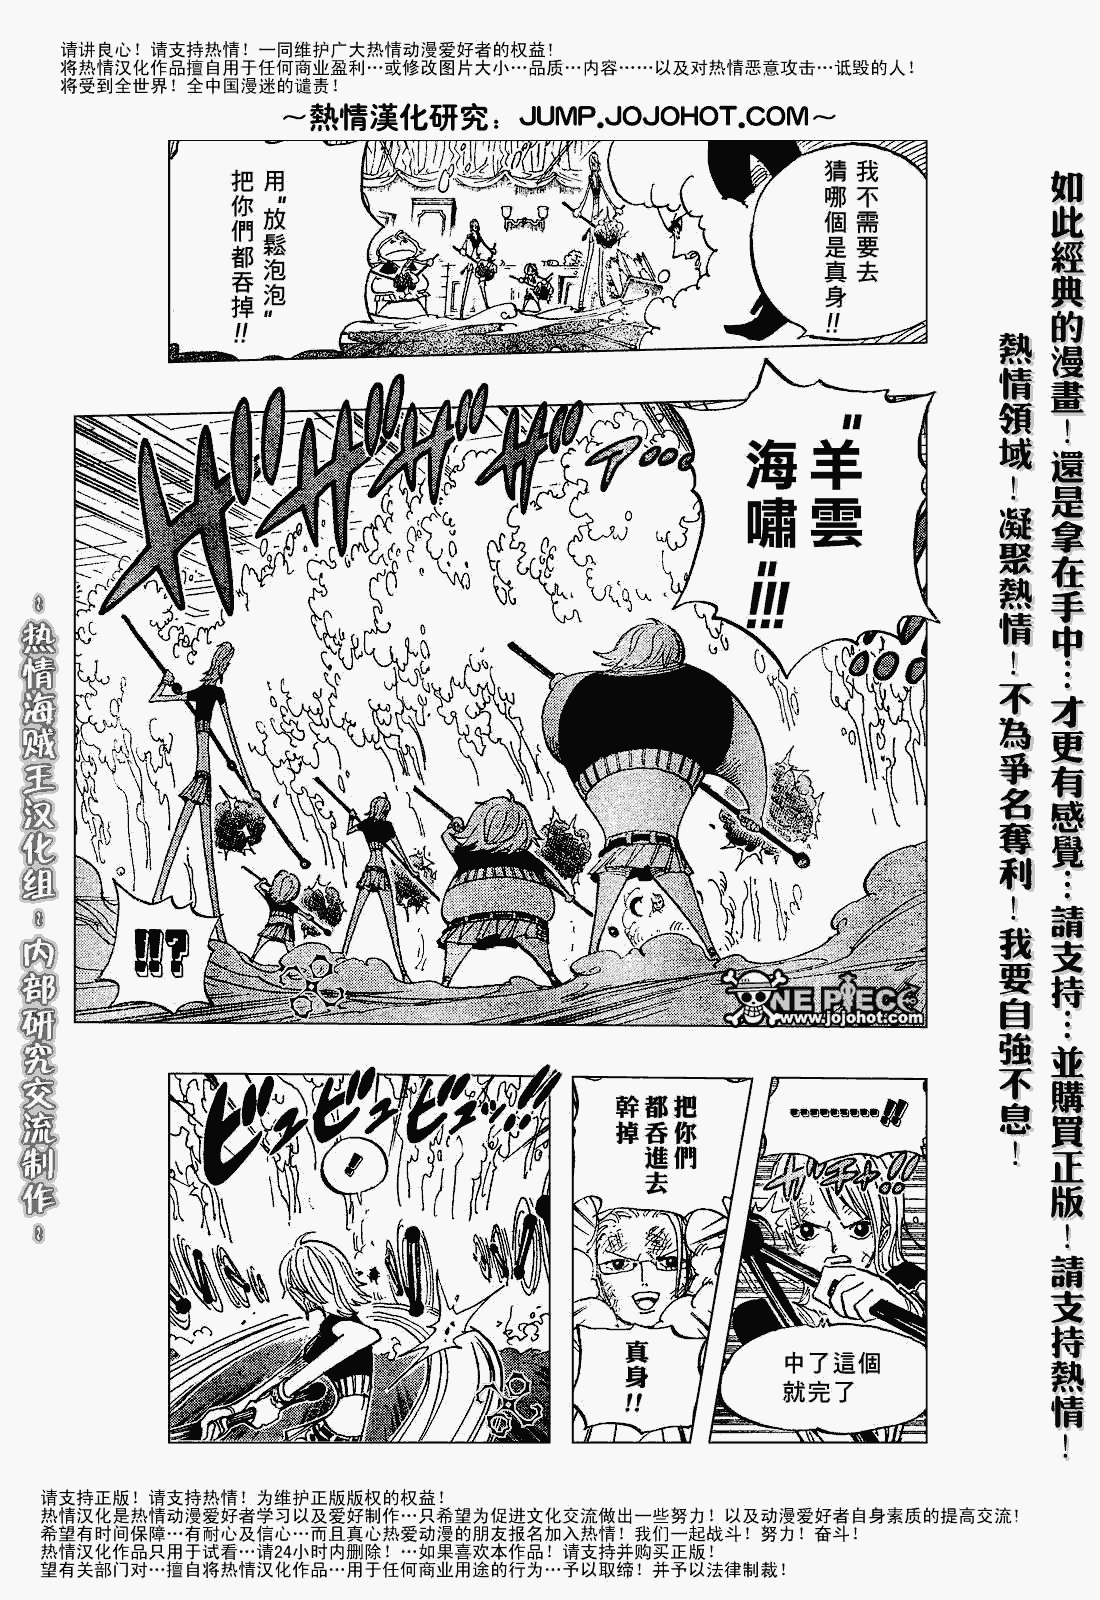 请讲良心！请支持热情！一同维护广大热情动漫爱好者的权益！
将热情汉化作品擅自用于任何商业盈利…或修改图片大小…品质…内容……以及对热情恶意攻击…诋毁的人！
将受到全世界！全中国漫迷的谴责！
～熱情漢化研究：JUMP.JOJOHOT.COM～
我不需要去
猜哪個是真身!!
用"放鬆泡泡"
把你們都吞掉!!
"羊雲
海嘯"!!!
ザザザザァ...
!!?
ONE PIECE
www.jojohot.com
........!!
ザザァッ!!
中了這個
就完了
把你們
都吞進去
幹掉
真身!!
ビュビュビュッ!!!
!
如此經典的漫畫！還是拿在手中…才更有感覺…請支持…並購買正版！請支持熱情！
熱情領域！凝聚熱情！不為爭名奪利！我要自強不息！
~热情海贼王汉化组~内部研究交流制作~
请支持正版！请支持热情！为维护正版版权的权益！
热情汉化是热情动漫爱好者学习以及爱好制作…只希望为促进文化交流做出一些努力！以及动漫爱好者自身素质的提高交流！
希望有时间保障…有耐心及信心…而且真心热爱动漫的朋友报名加入热情！我们一起战斗！努力！奋斗！
热情汉化作品只用于试看…请24小时内删除！…如果喜欢本作品！请支持并购买正版！
望有关部门对…擅自将热情汉化作品…用于任何商业用途的行为…予以取缔！并予以法律制裁！